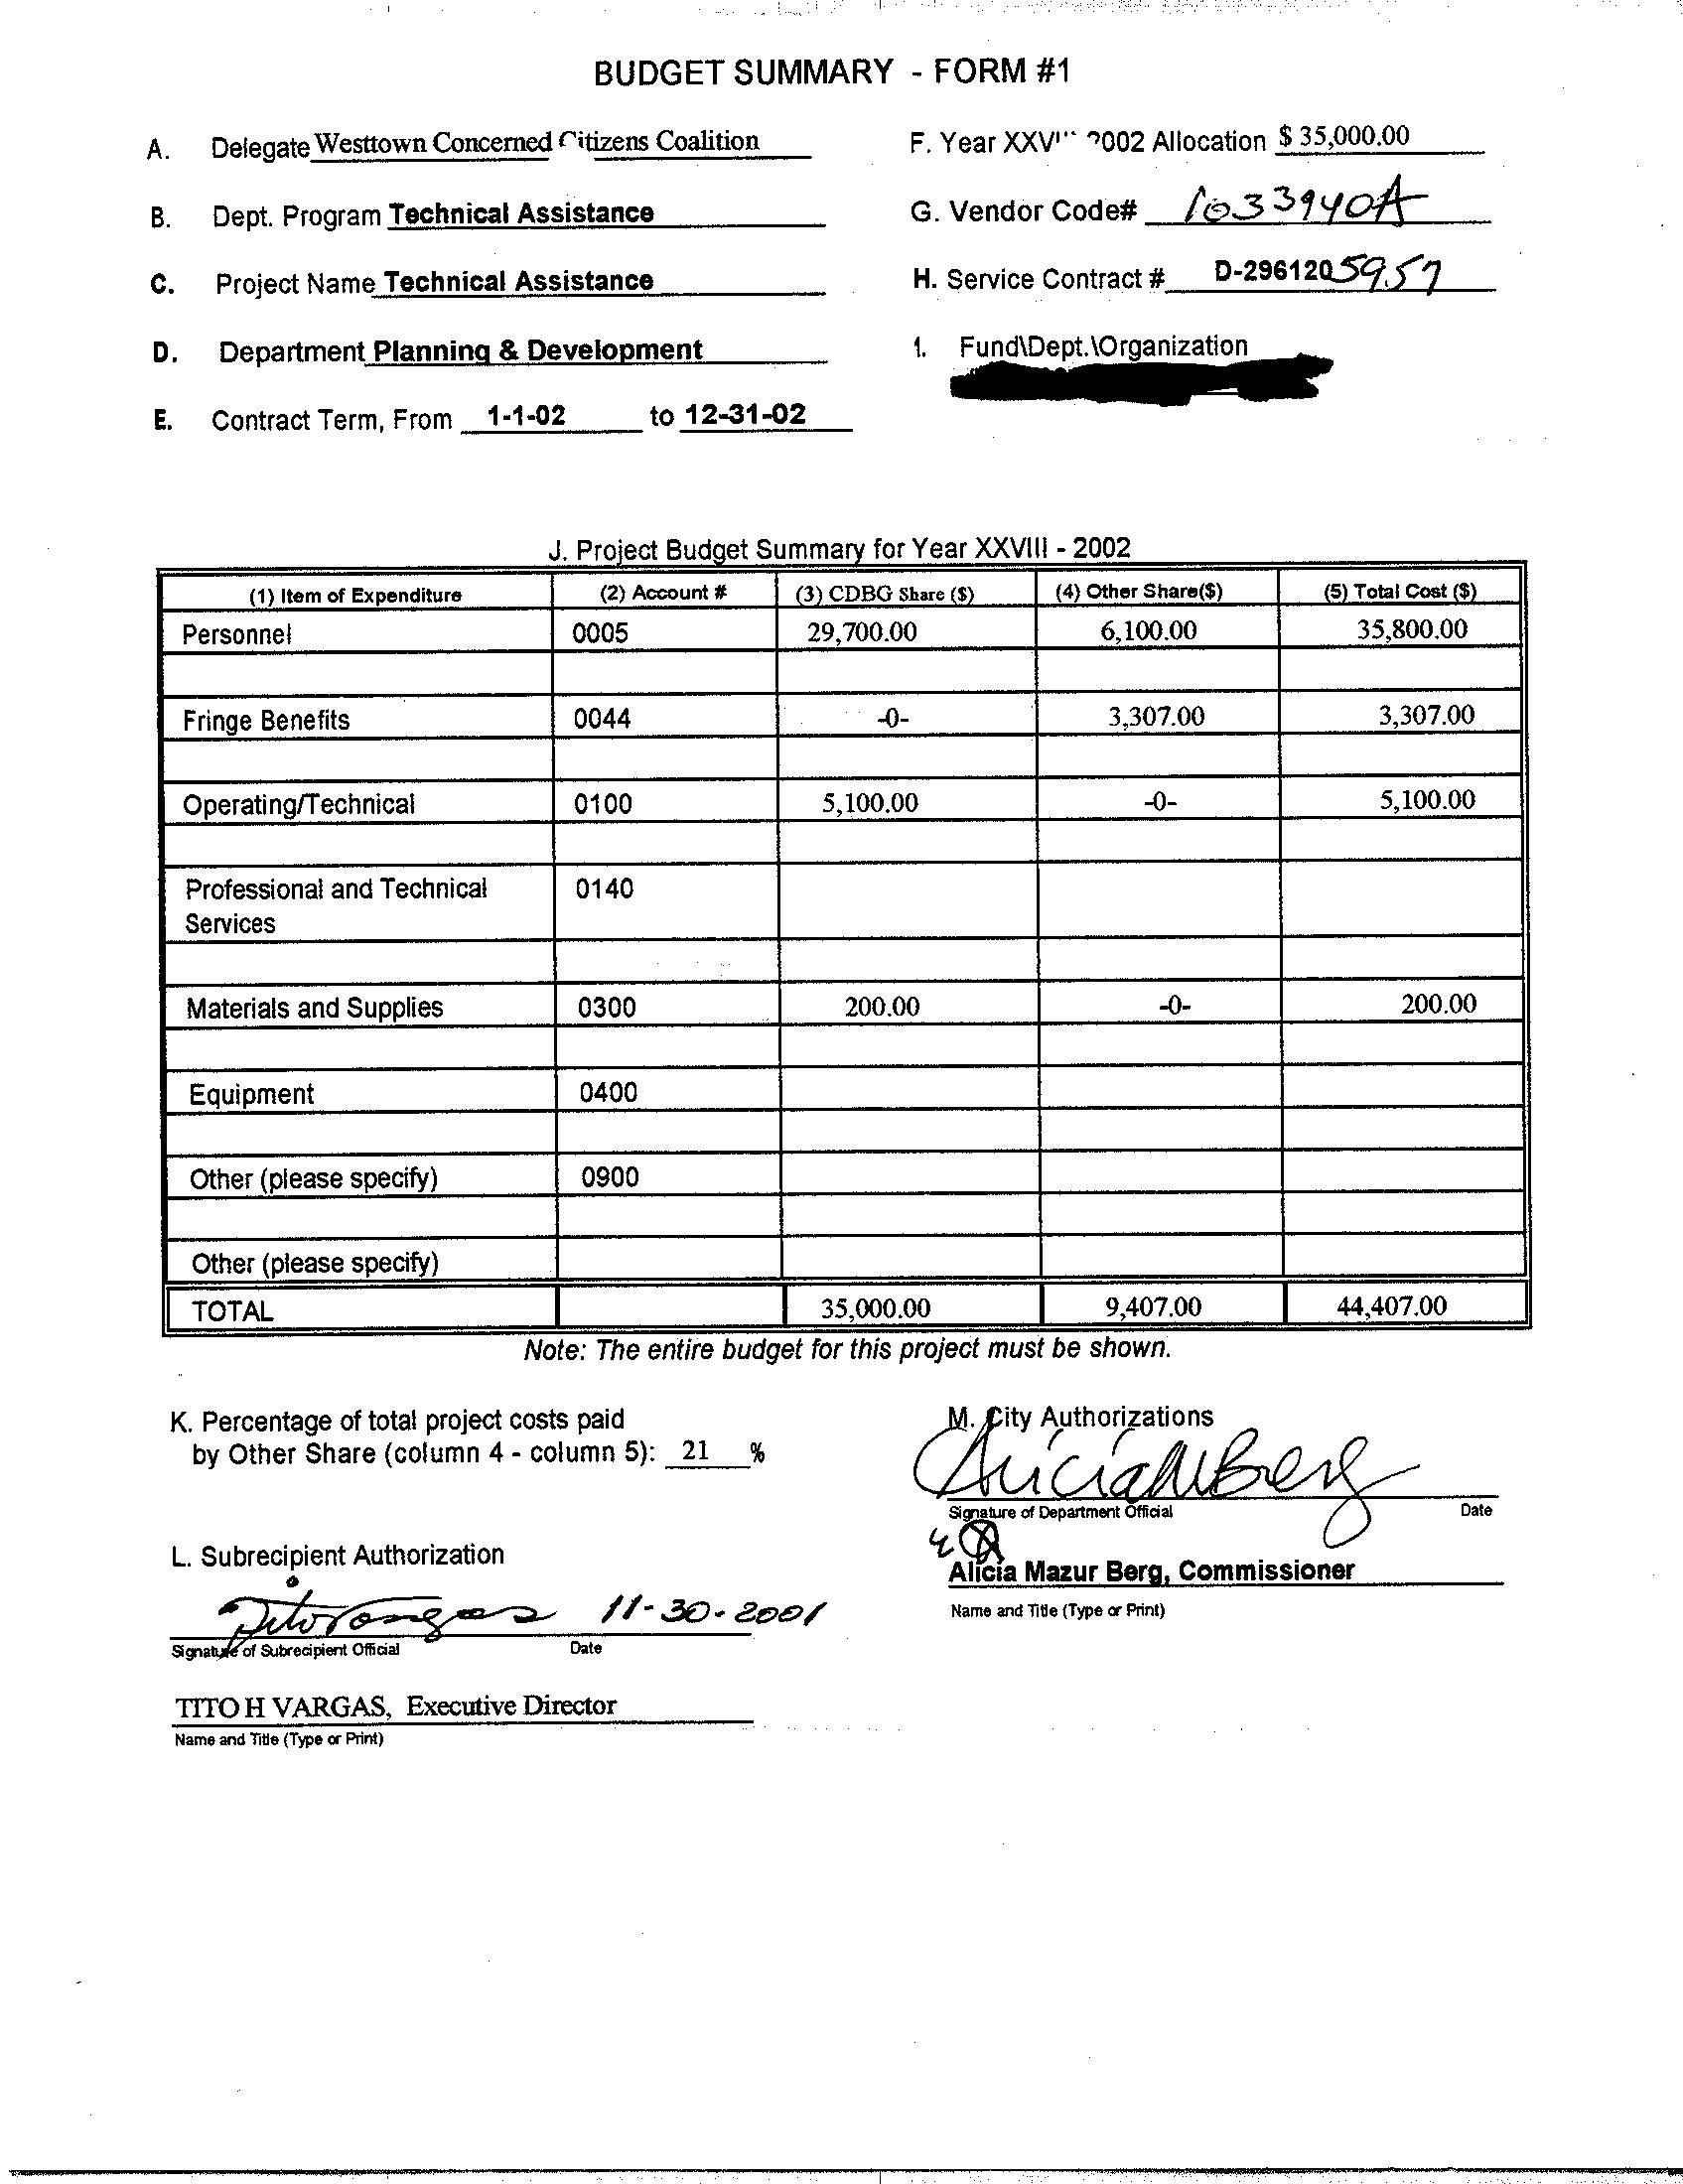 BUDGET SUMMARY - FORM #1
A. Delegate Westtown Concerned Citizens Coalition
F. Year 2002 Allocation $ 35,000.00
B. Dept. Program Technical Assistance
G. Vendor Code# 1033940A
C. Project Name Technical Assistance
H. Service Contract # D-2961205957
D. Department Planning & Development
1. Fund\Dept.\Organization
E. Contract Term, From 1-1-02 to 12-31-02
J. Project Budget Summary for Year XXVIII - 2002
(1) Item of Expenditure (2) Account # (3) CDBG Share ($) (4) Other Share($) (5) Total Cost ($)
Personnel 0005 29,700.00 6,100.00 35,800.00
Fringe Benefits 0044 -0- 3,307.00 3,307.00
Operating/Technical 0100 5,100.00 -0- 5,100.00
Professional and Technical 0140
Services
Materials and Supplies 0300 200.00 -0- 200.00
Equipment 0400
Other (please specify) 0900
Other (please specify)
TOTAL 35,000.00 9,407.00 44,407.00
Note: The entire budget for this project must be shown.
K. Percentage of total project costs paid
by Other Share (column 4 - column 5): 21 %
M. City Authorizations
Signature of Department Official Date
Alicia Mazur Berg, Commissioner
Name and Title (Type or Print)
L. Subrecipient Authorization
Tito Vargas 11-30-2001
Signature of Subrecipient Official Date
TITO H VARGAS, Executive Director
Name and Title (Type or Print)